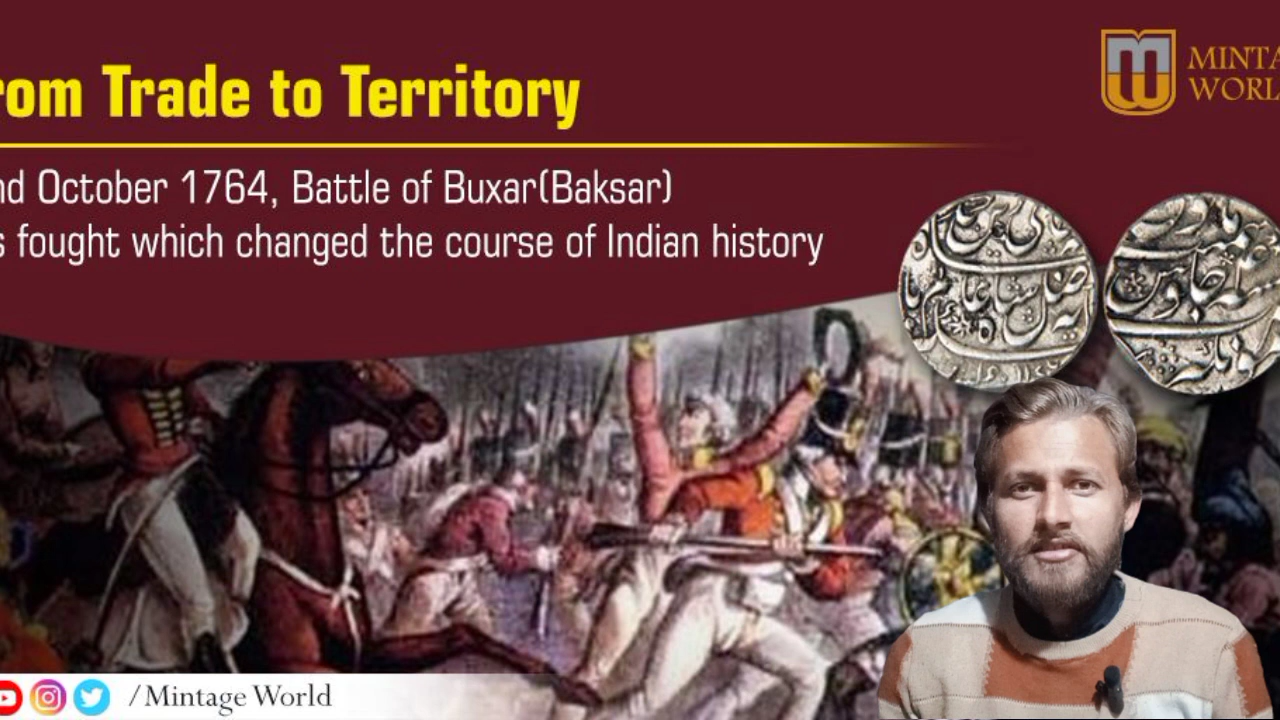 rom Trade to Territory
nd October 1764, Battle of Buxar(Baksar)
s fought which changed the course of Indian history
MINTA
WORL
/Mintage World